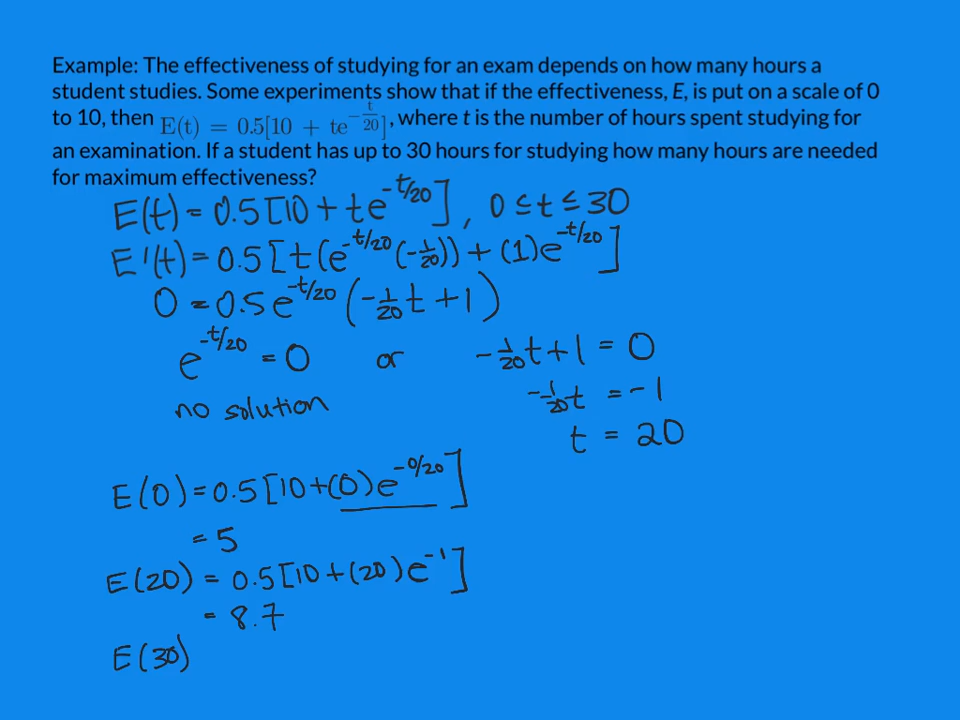 Example: The effectiveness of studying for an exam depends on how many hours a
student studies. Some experiments show that if the effectiveness, E, is put on a scale of 0
to 10, then E(t) = 0.5[10 + te^{-\frac{t}{20}}], where t is the number of hours spent studying for
an examination. If a student has up to 30 hours for studying how many hours are needed
for maximum effectiveness?
E(t) = 0.5[10 + te^{-t/20}], 0 ≤ t ≤ 30
E'(t) = 0.5[t(e^{-t/20}(-\frac{1}{20})) + (1)e^{-t/20}]
0 = 0.5e^{-t/20}(-\frac{1}{20}t + 1)
e^{-t/20} = 0 or -\frac{1}{20}t + 1 = 0
no solution -\frac{1}{20}t = -1
t = 20
E(0) = 0.5[10 + (0)e^{-0/20}]
= 5
E(20) = 0.5[10 + (20)e^{-1}]
= 8.7
E(30)